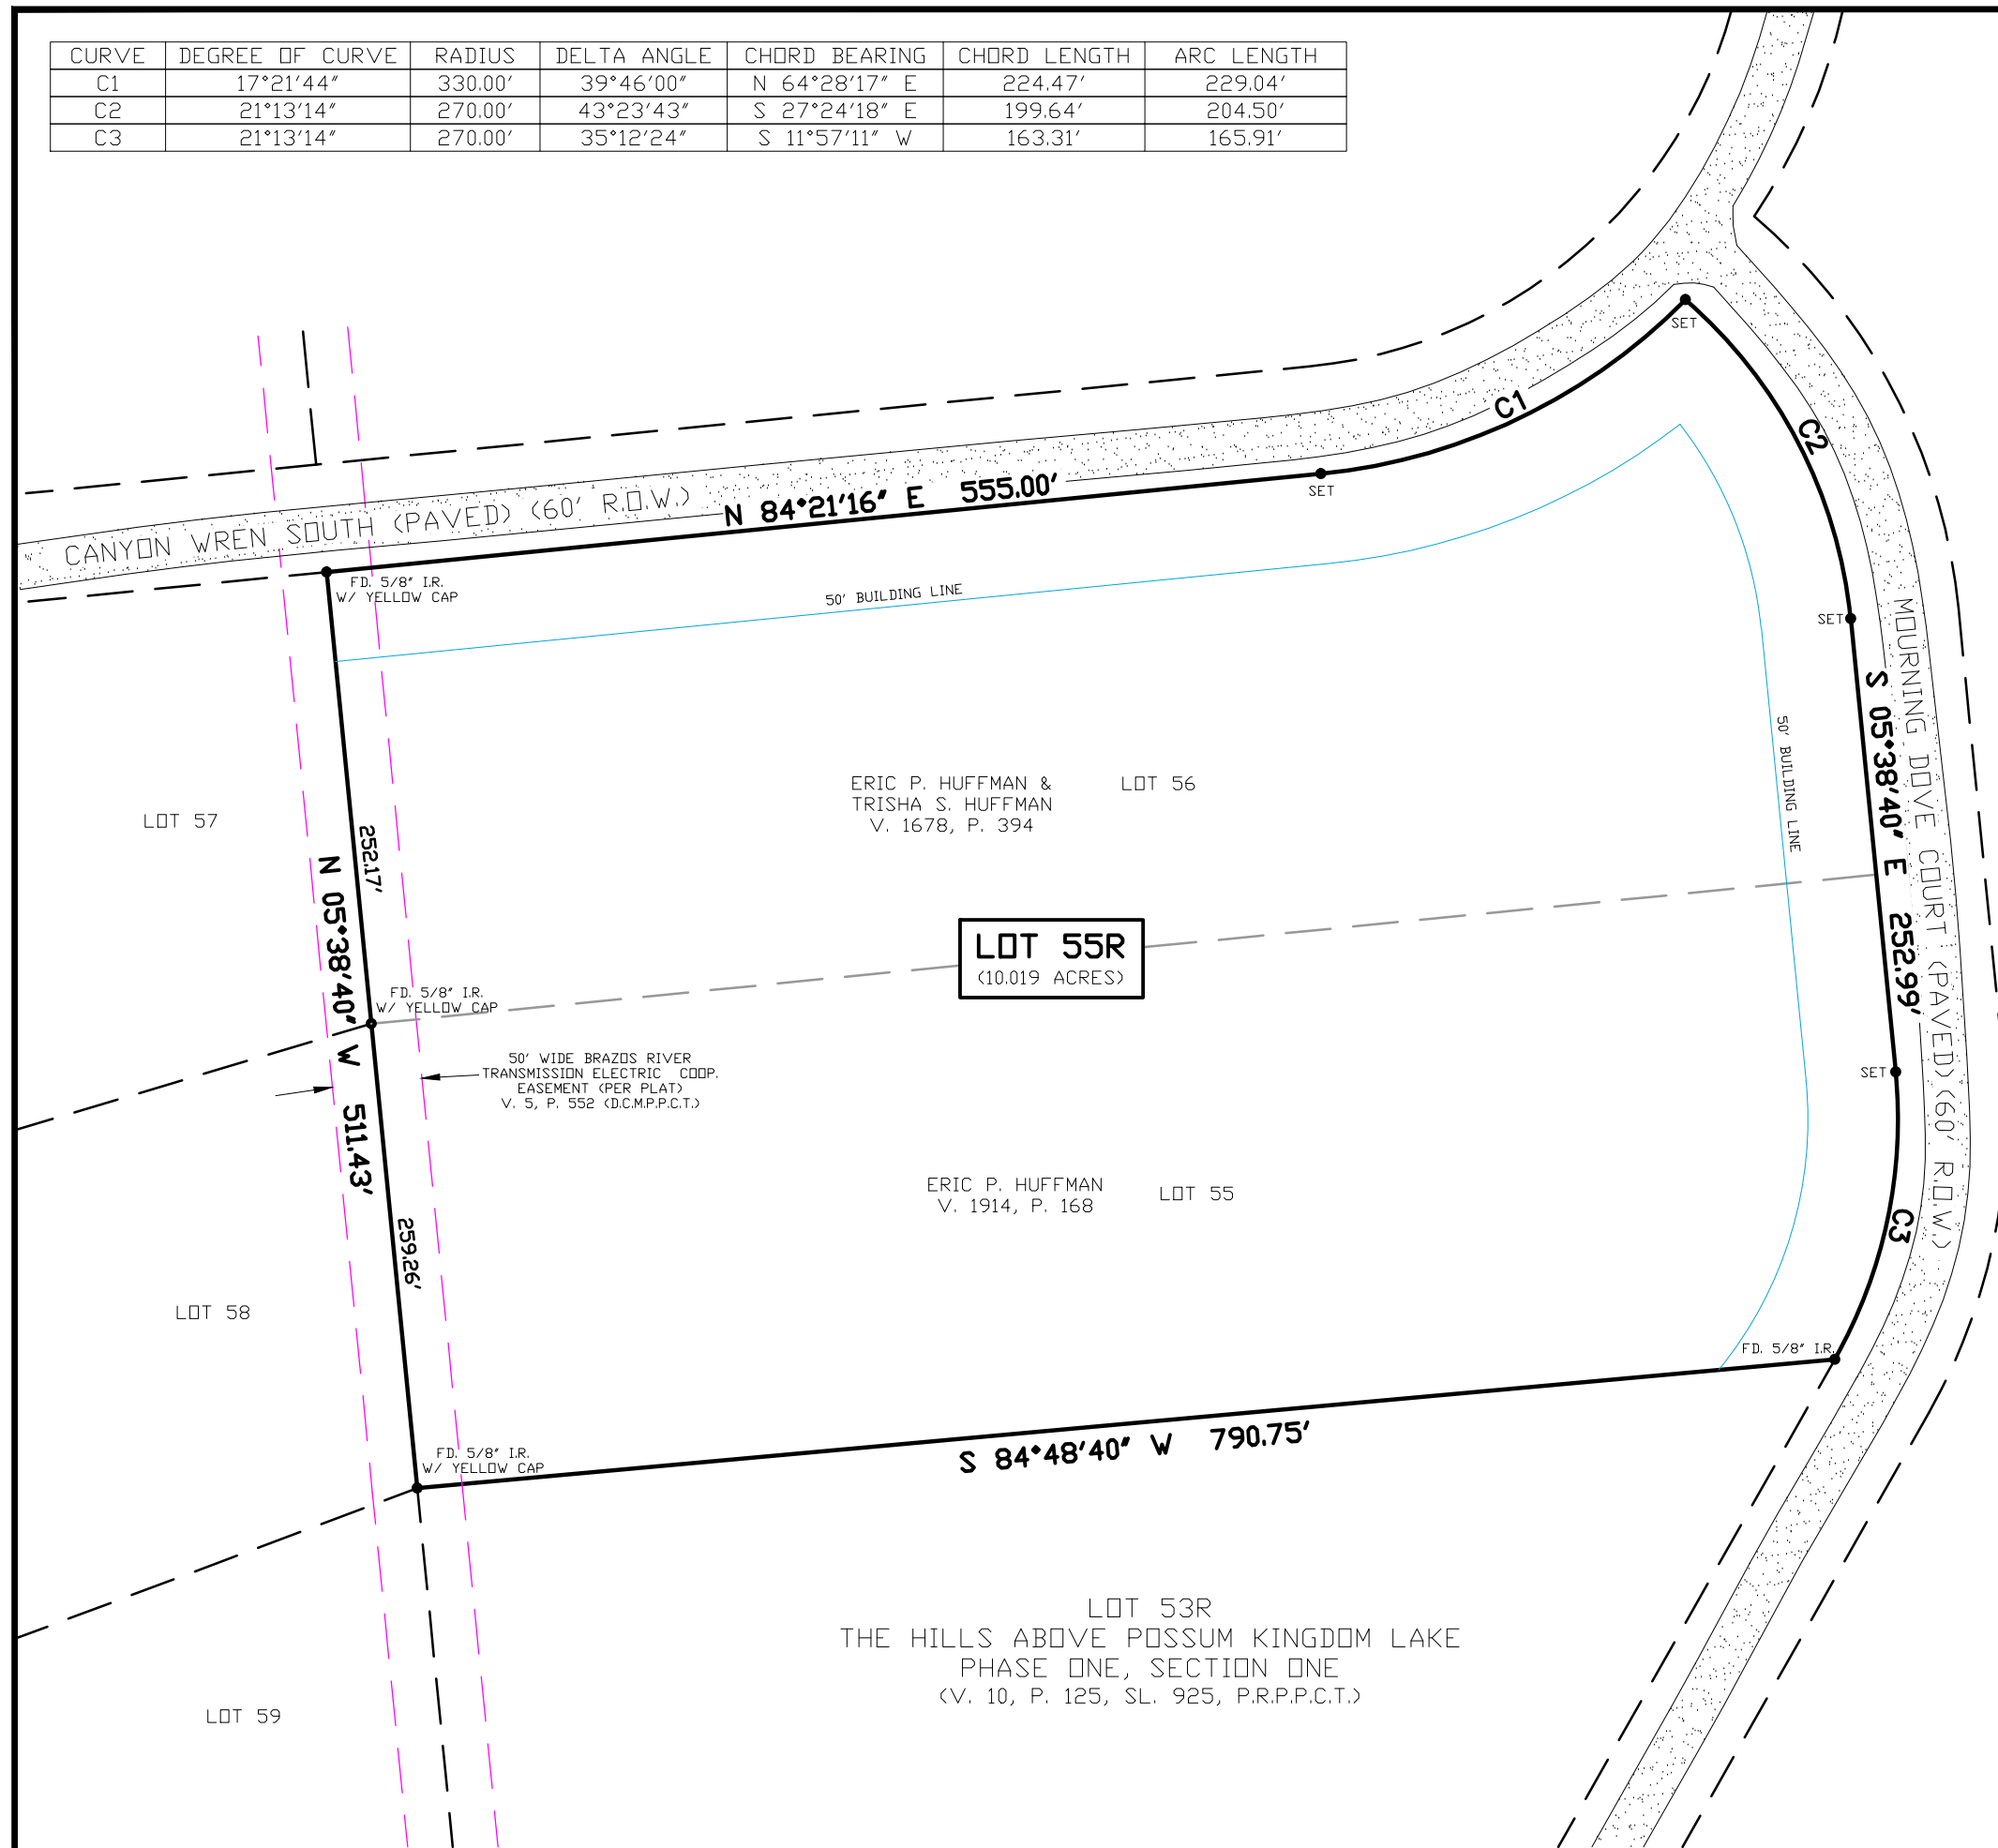 CURVE DEGREE OF CURVE RADIUS DELTA ANGLE CHORD BEARING CHORD LENGTH ARC LENGTH
C1 17°21'44" 330.00' 39°46'00" N 64°28'17" E 224.47' 229.04'
C2 21°13'14" 270.00' 43°23'43" S 27°24'18" E 199.64' 204.50'
C3 21°13'14" 270.00' 35°12'24" S 11°57'11" W 163.31' 165.91'
SET
C1
C2
SET
N 84°21'16" E 555.00'
CANYON WREN SOUTH (PAVED) (60' R.O.W.)
FD. 5/8" I.R.
W/ YELLOW CAP
50' BUILDING LINE
SET
MOURNING DOVE COURT (PAVED) (60' R.O.W.)
S 05°38'40" E 252.99'
50' BUILDING LINE
ERIC P. HUFFMAN &
TRISHA S. HUFFMAN
V. 1678, P. 394
LOT 56
LOT 57
252.17'
N 05°38'40" W 511.43'
LOT 55R
(10.019 ACRES)
FD. 5/8" I.R.
W/ YELLOW CAP
50' WIDE BRAZOS RIVER
TRANSMISSION ELECTRIC COOP.
EASEMENT (PER PLAT)
V. 5, P. 552 (D.C.M.P.P.C.T.)
SET
ERIC P. HUFFMAN
V. 1914, P. 168
LOT 55
C3
259.26'
LOT 58
FD. 5/8" I.R.
FD. 5/8" I.R.
W/ YELLOW CAP
S 84°48'40" W 790.75'
LOT 53R
THE HILLS ABOVE POSSUM KINGDOM LAKE
PHASE ONE, SECTION ONE
(V. 10, P. 125, SL. 925, P.R.P.P.C.T.)
LOT 59